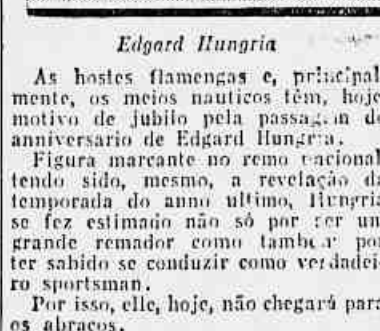 Edgard Hungria
As hostes flamengas e, principal
mente, os meios nauticos têm, hoje
motivo de jubilo pela passagem d
anniversario de Edgard Hungria.
Figura marcante no remo nacional
tendo sido, mesmo, a revelação da
temporada do anno ultimo, Hungria
se fez estimado não só por ser um
grande remador como tambem por
ter sabido se conduzir como verdadei-
ro sportsman.
Por isso, elle, hoje, não chegará para
os abraços.